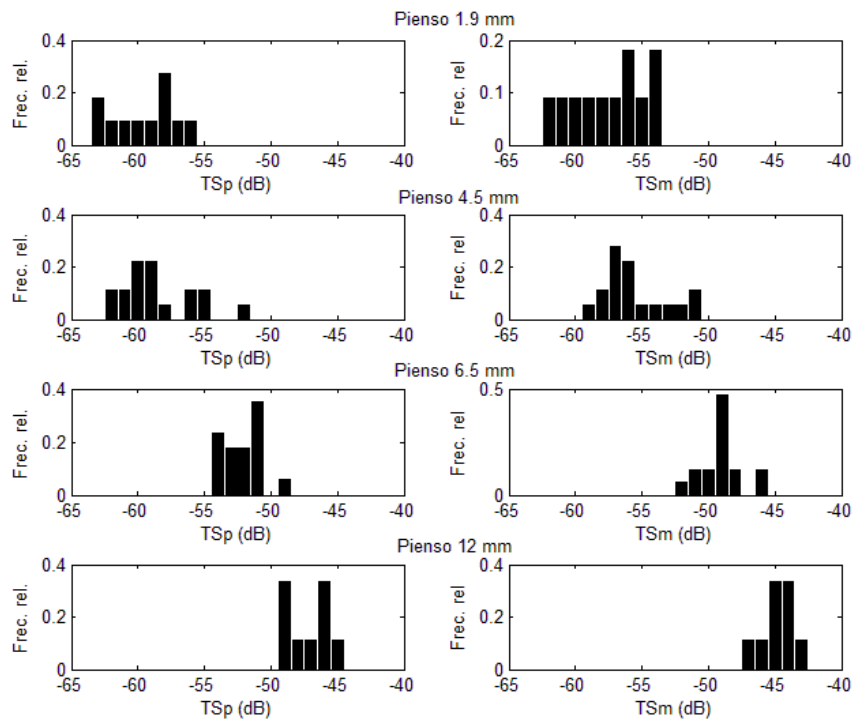 Pienso 1.9 mm
Frec. rel.
0.4
0.2
0
-65 -60 -55 -50 -45 -40
TSp (dB)
Frec. rel
0.2
0.1
0
-65 -60 -55 -50 -45 -40
TSm (dB)
Pienso 4.5 mm
Frec. rel.
0.4
0.2
0
-65 -60 -55 -50 -45 -40
TSp (dB)
Frec. rel
0.4
0.2
0
-65 -60 -55 -50 -45 -40
TSm (dB)
Pienso 6.5 mm
Frec. rel.
0.4
0.2
0
-65 -60 -55 -50 -45 -40
TSp (dB)
Frec. rel
0.5
0
-65 -60 -55 -50 -45 -40
TSm (dB)
Pienso 12 mm
Frec. rel.
0.4
0.2
0
-65 -60 -55 -50 -45 -40
TSp (dB)
Frec. rel
0.4
0.2
0
-65 -60 -55 -50 -45 -40
TSm (dB)